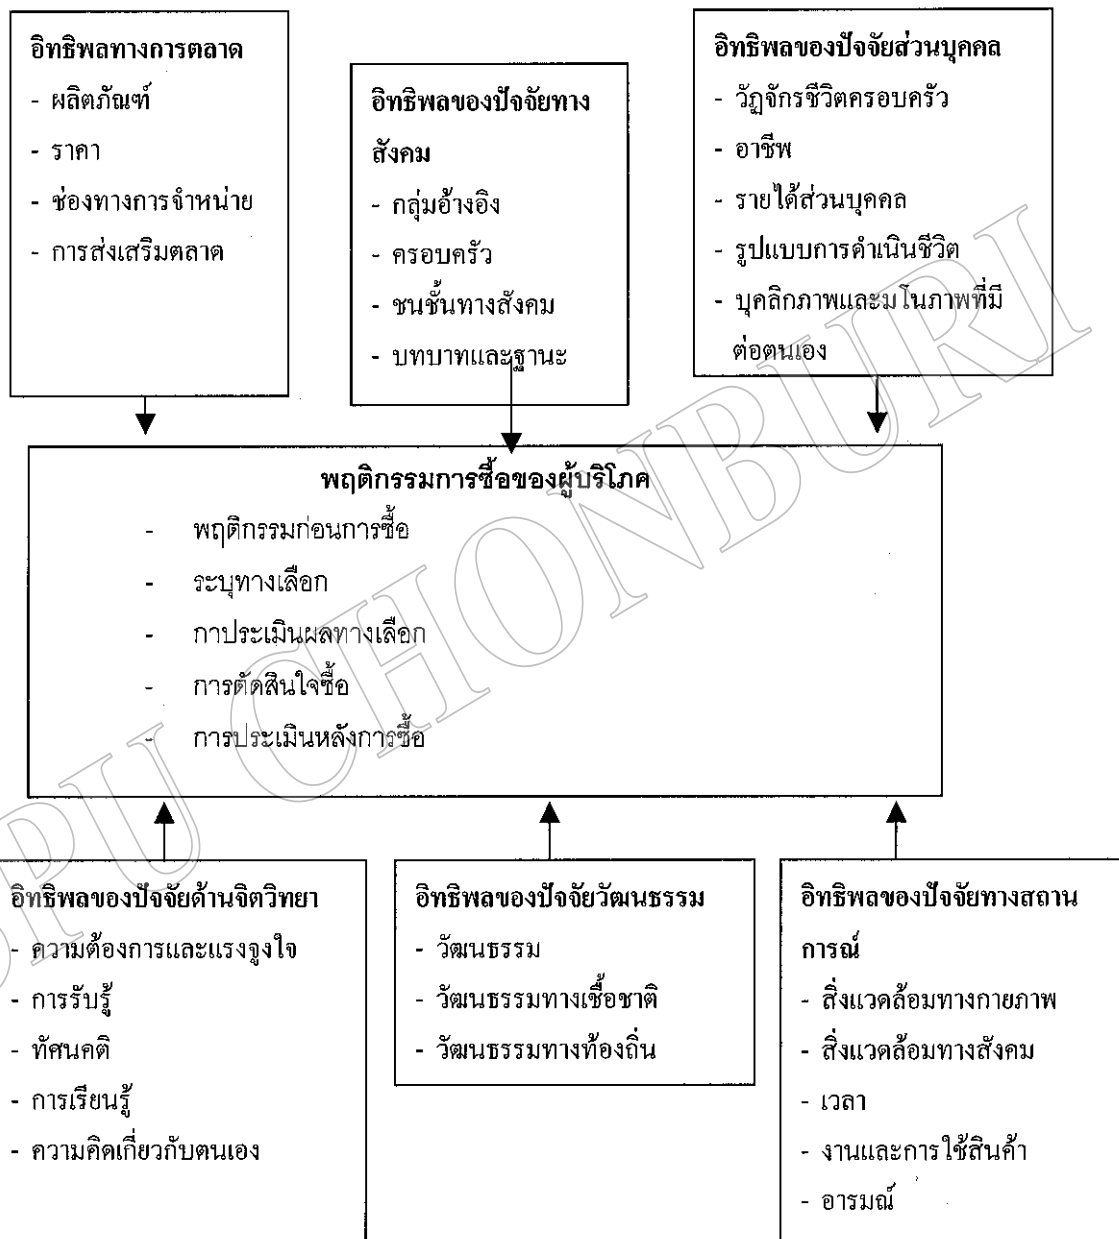 อิทธิพลทางการตลาด
- ผลิตภัณฑ์
- ราคา
- ช่องทางการจำหน่าย
- การส่งเสริมตลาด
อิทธิพลของปัจจัยทาง
สังคม
- กลุ่มอ้างอิง
- ครอบครัว
- ชนชั้นทางสังคม
- บทบาทและฐานะ
อิทธิพลของปัจจัยส่วนบุคคล
- วัฏจักรชีวิตครอบครัว
- อาชีพ
- รายได้ส่วนบุคคล
- รูปแบบการดำเนินชีวิต
- บุคลิกภาพและมโนภาพที่มี
ต่อตนเอง
พฤติกรรมการซื้อของผู้บริโภค
- พฤติกรรมก่อนการซื้อ
- ระบุทางเลือก
- กาประเมินผลทางเลือก
- การตัดสินใจซื้อ
- การประเมินหลังการซื้อ
อิทธิพลของปัจจัยด้านจิตวิทยา
- ความต้องการและแรงจูงใจ
- การรับรู้
- ทัศนคติ
- การเรียนรู้
- ความคิดเกี่ยวกับตนเอง
อิทธิพลของปัจจัยวัฒนธรรม
- วัฒนธรรม
- วัฒนธรรมทางเชื้อชาติ
- วัฒนธรรมทางท้องถิ่น
อิทธิพลของปัจจัยทางสถาน
การณ์
- สิ่งแวดล้อมทางกายภาพ
- สิ่งแวดล้อมทางสังคม
- เวลา
- งานและการใช้สินค้า
- อารมณ์
SPU CHONBURI